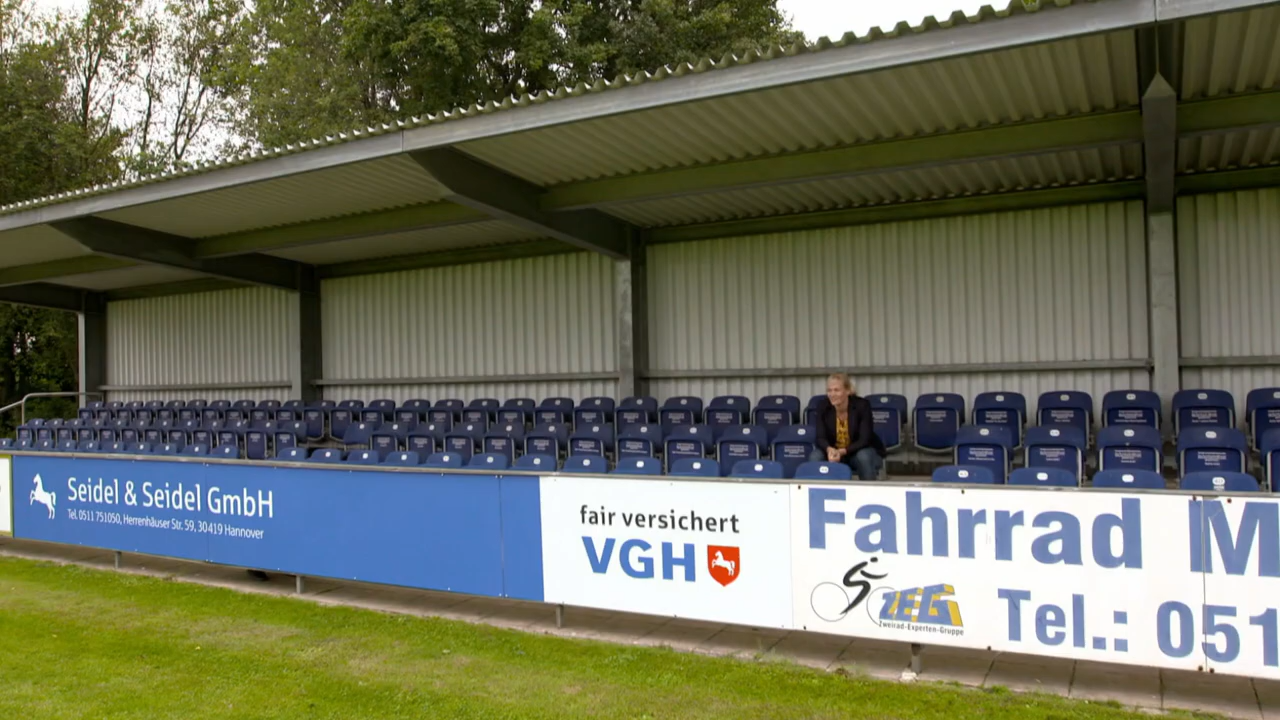 Seidel & Seidel GmbH
Tel. 0511 751050, Herrenhäuser Str. 59, 30419 Hannover
fair versichert
VGH
Fahrrad M
ZEG
Zweirad-Experten-Gruppe
Tel.: 051